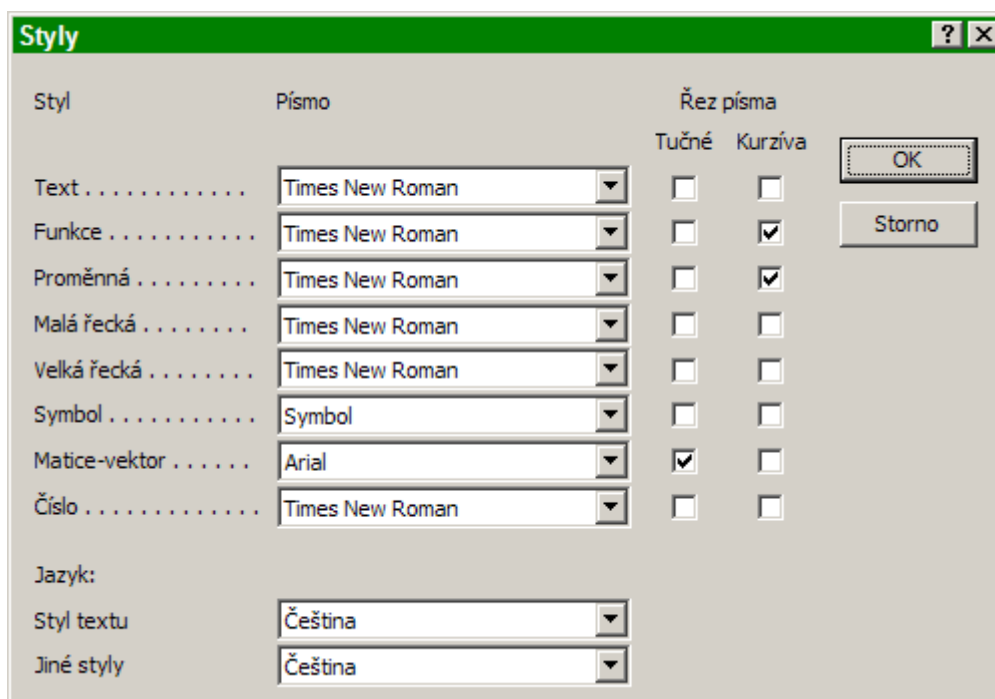 Styly
Styl Písmo Řez písma
Tučné Kurzíva
OK
Text . . . . . . . . . . . . Times New Roman
Storno
Funkce . . . . . . . . . . . Times New Roman
Proměnná . . . . . . . . . Times New Roman
Malá řecká . . . . . . . . Times New Roman
Velká řecká . . . . . . . . Times New Roman
Symbol . . . . . . . . . . . Symbol
Matice-vektor . . . . . . Arial
Číslo . . . . . . . . . . . . . Times New Roman
Jazyk:
Styl textu Čeština
Jiné styly Čeština